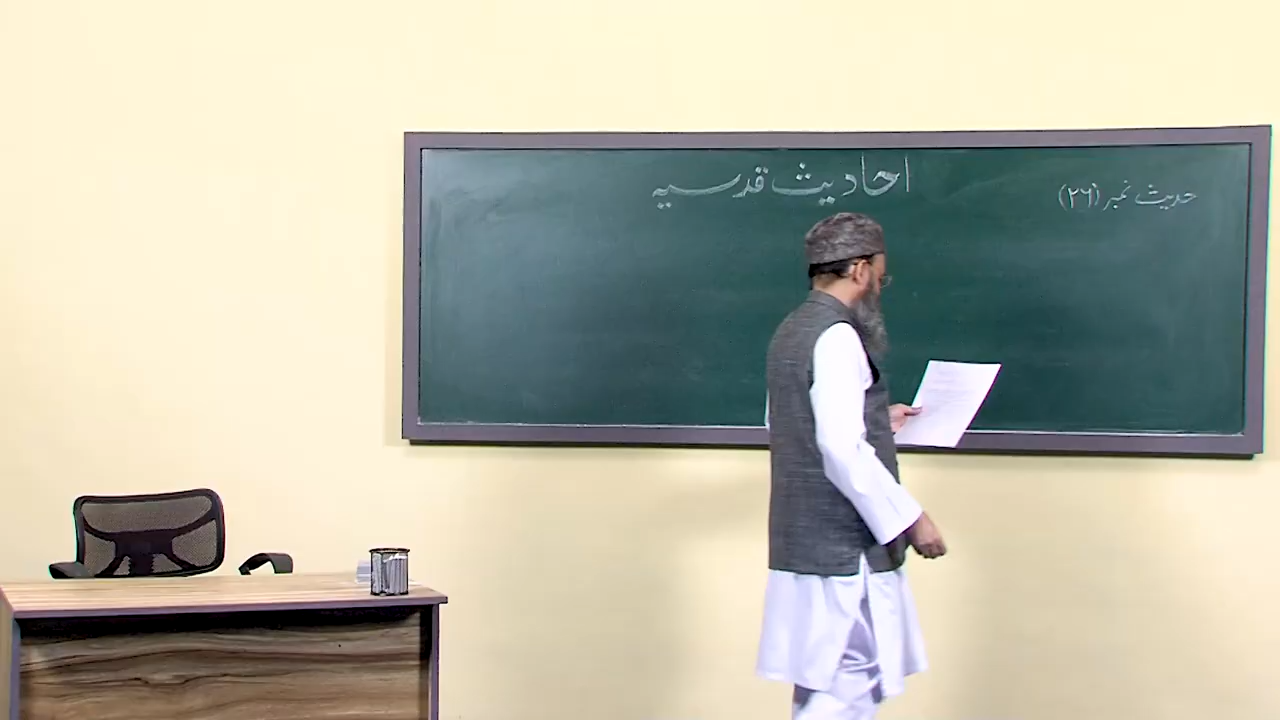 احادیث قدسیہ
حدیث نمبر (۲۶)